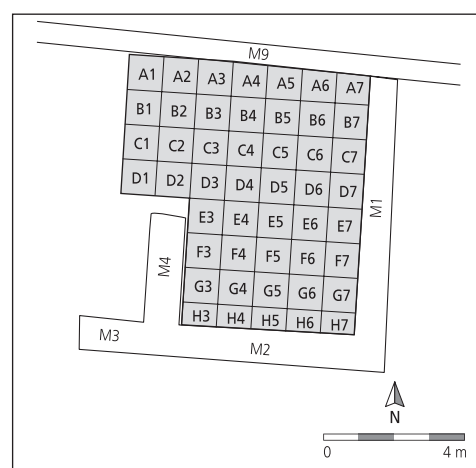 M9
A1 A2 A3 A4 A5 A6 A7
B1 B2 B3 B4 B5 B6 B7
C1 C2 C3 C4 C5 C6 C7
D1 D2 D3 D4 D5 D6 D7
M1
E3 E4 E5 E6 E7
F3 F4 F5 F6 F7
M4
G3 G4 G5 G6 G7
H3 H4 H5 H6 H7
M3
M2
N
0 4 m